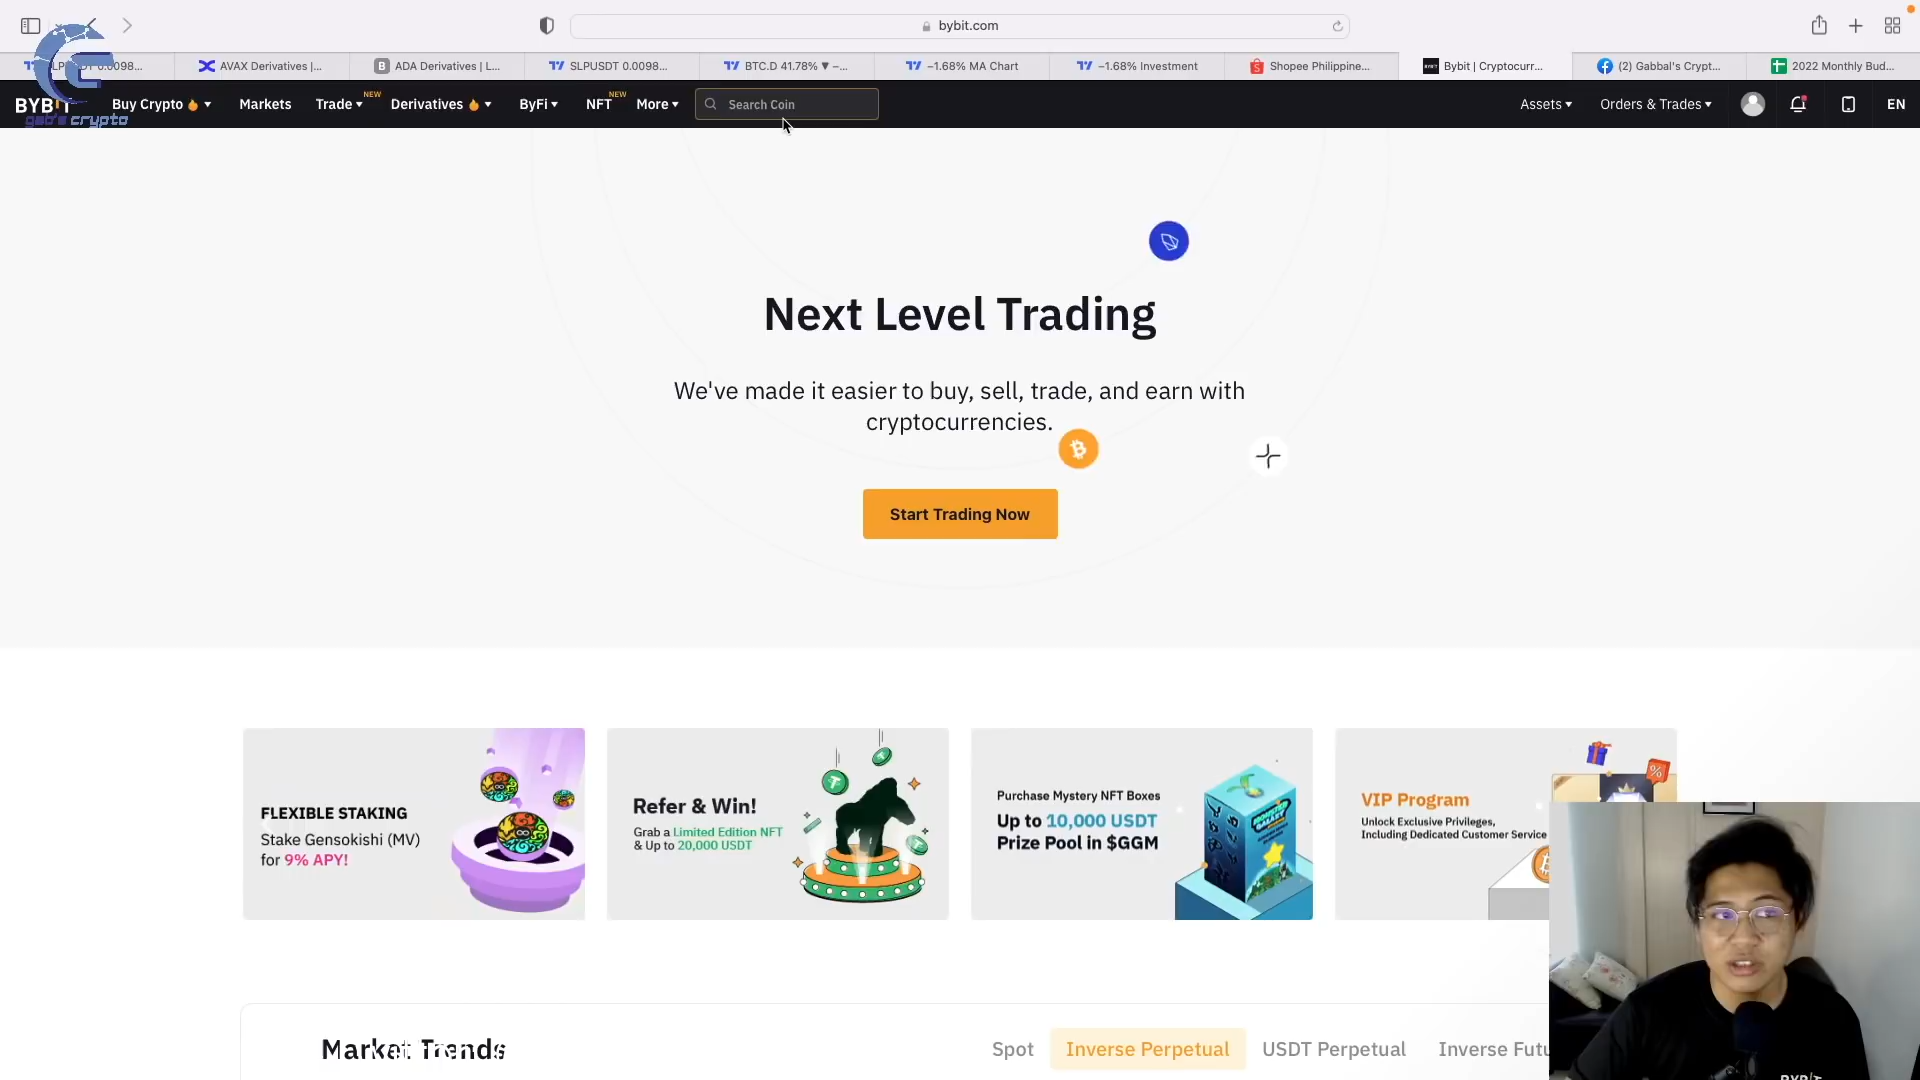 bybit.com
AVAX Derivatives |...
ADA Derivatives | L...
SLPUSDT 0.0098...
BTC.D 41.78% ▼ −...
−1.68% MA Chart
−1.68% Investment
Shopee Philippine...
Bybit | Cryptocurr...
(2) Gabbal's Crypt...
2022 Monthly Bud...
BYBIT
Buy Crypto
Markets
Trade
NEW
Derivatives
ByFi
NFT
NEW
More
Search Coin
Assets
Orders & Trades
EN
gab's crypto
Next Level Trading
We've made it easier to buy, sell, trade, and earn with
cryptocurrencies.
Start Trading Now
FLEXIBLE STAKING
Stake Gensokishi (MV)
for 9% APY!
Refer & Win!
Grab a Limited Edition NFT
& Up to 20,000 USDT
Purchase Mystery NFT Boxes
Up to 10,000 USDT
Prize Pool in $GGM
VIP Program
Unlock Exclusive Privileges,
Including Dedicated Customer Service
Market Trends
Spot
Inverse Perpetual
USDT Perpetual
Inverse Futu